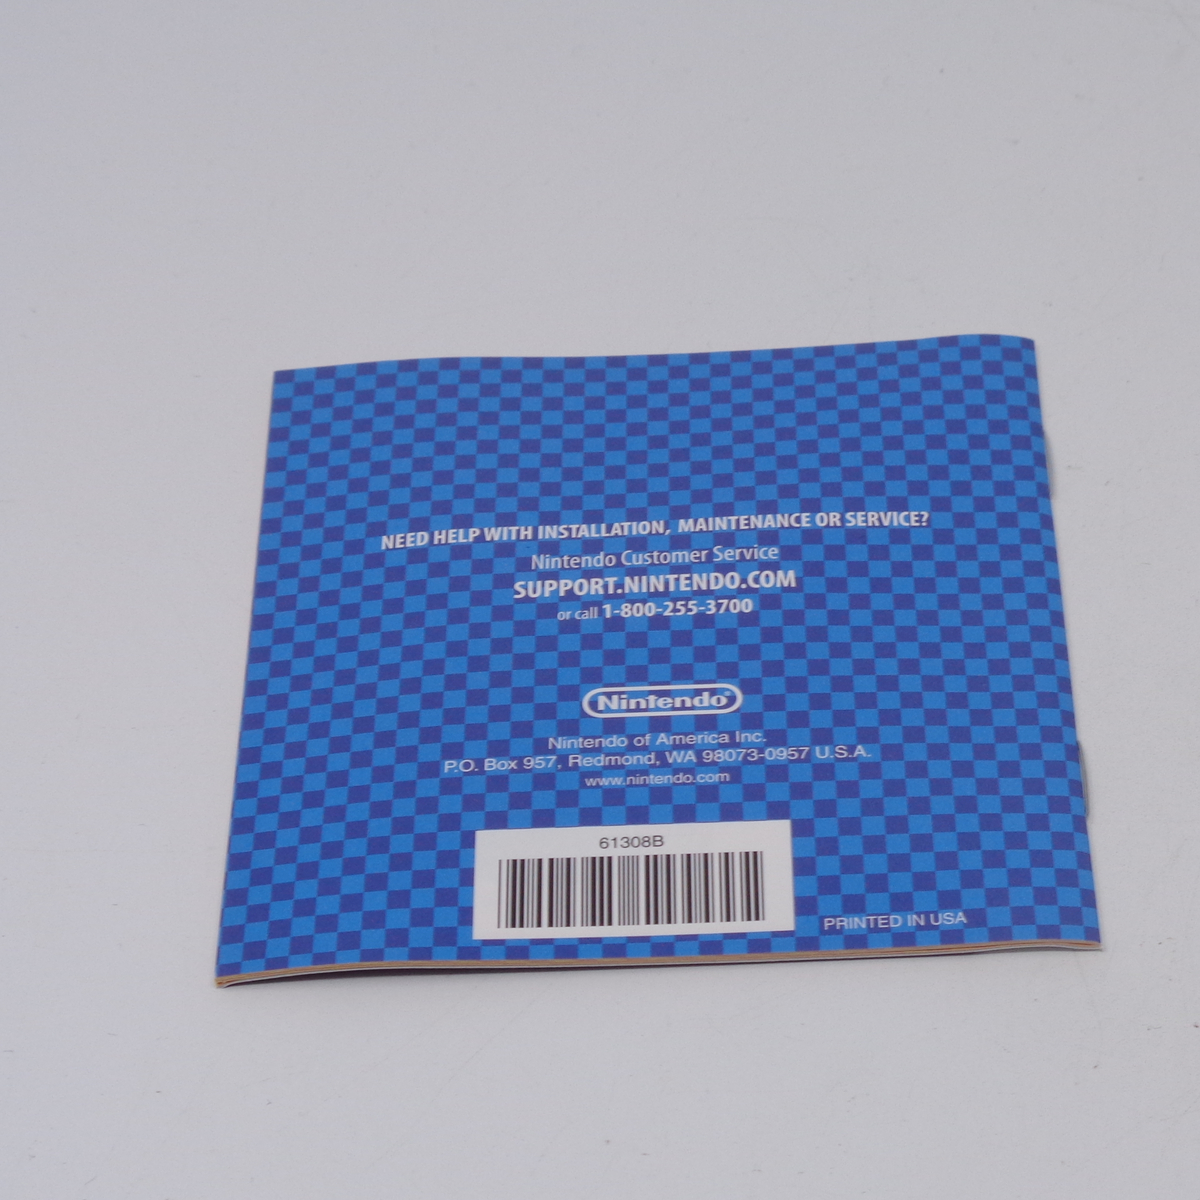 NEED HELP WITH INSTALLATION, MAINTENANCE OR SERVICE?
Nintendo Customer Service
SUPPORT.NINTENDO.COM
or call 1-800-255-3700
Nintendo®
Nintendo of America Inc.
P.O. Box 957, Redmond, WA 98073-0957 U.S.A.
www.nintendo.com
61308B
PRINTED IN USA